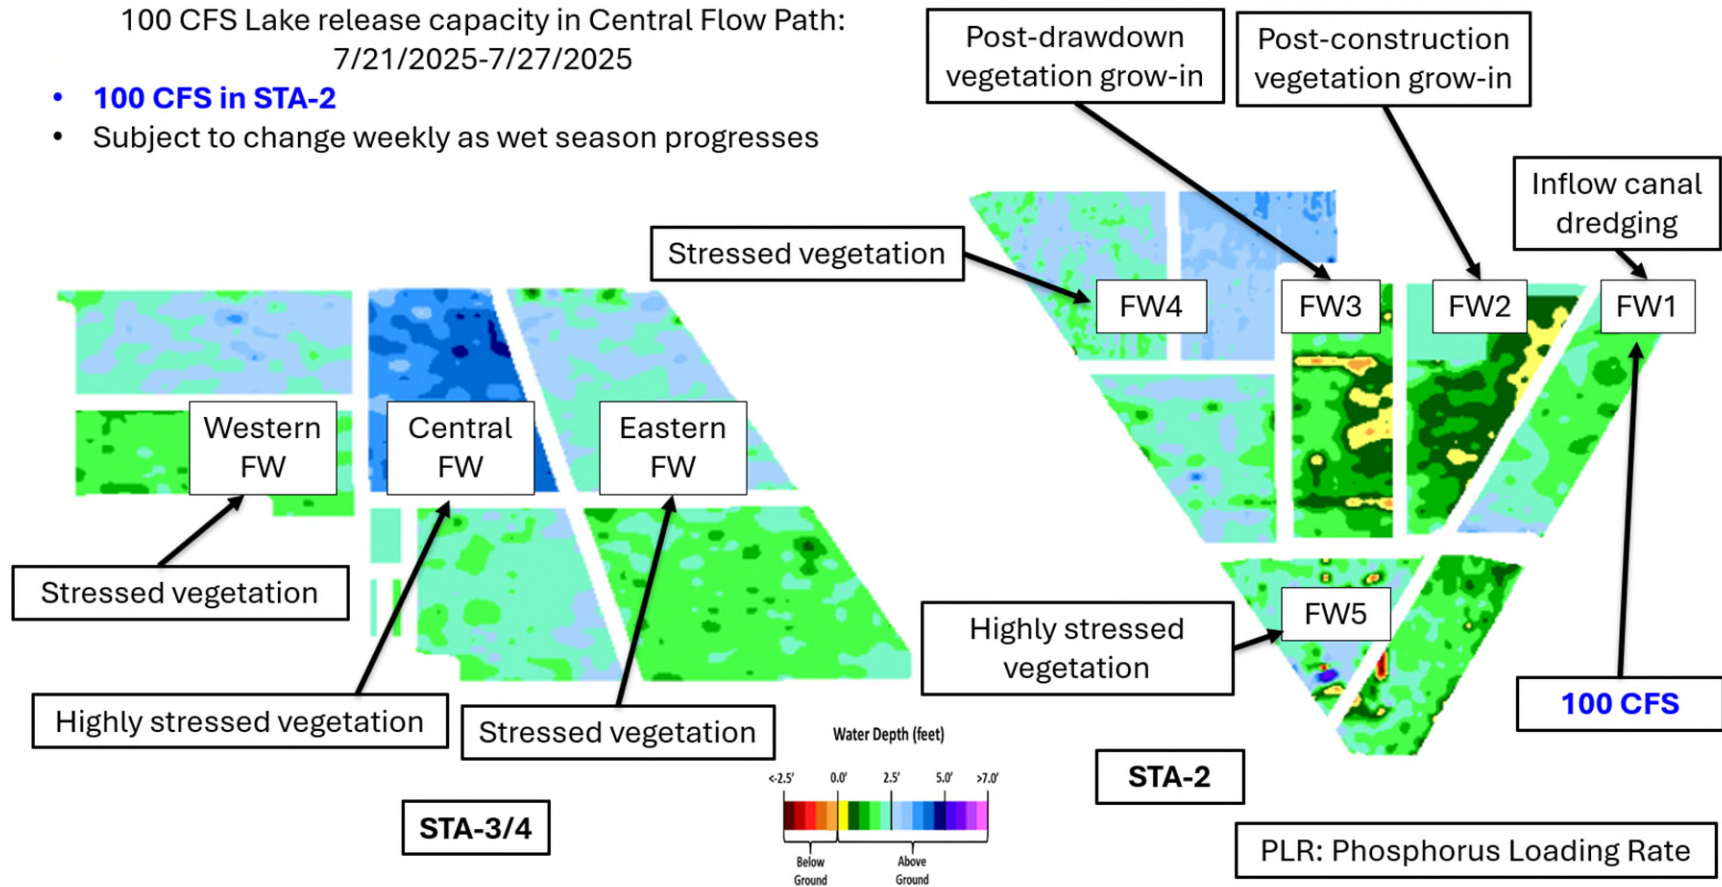 100 CFS Lake release capacity in Central Flow Path:
7/21/2025-7/27/2025
• 100 CFS in STA-2
• Subject to change weekly as wet season progresses
Post-drawdown
vegetation grow-in
Post-construction
vegetation grow-in
Inflow canal
dredging
Stressed vegetation
FW4
FW3
FW2
FW1
Western
FW
Central
FW
Eastern
FW
Stressed vegetation
Highly stressed
vegetation
FW5
100 CFS
Highly stressed vegetation
Stressed vegetation
Water Depth (feet)
<-2.5' 0.0' 2.5' 5.0' >7.0'
Below
Ground
Above
Ground
STA-2
STA-3/4
PLR: Phosphorus Loading Rate